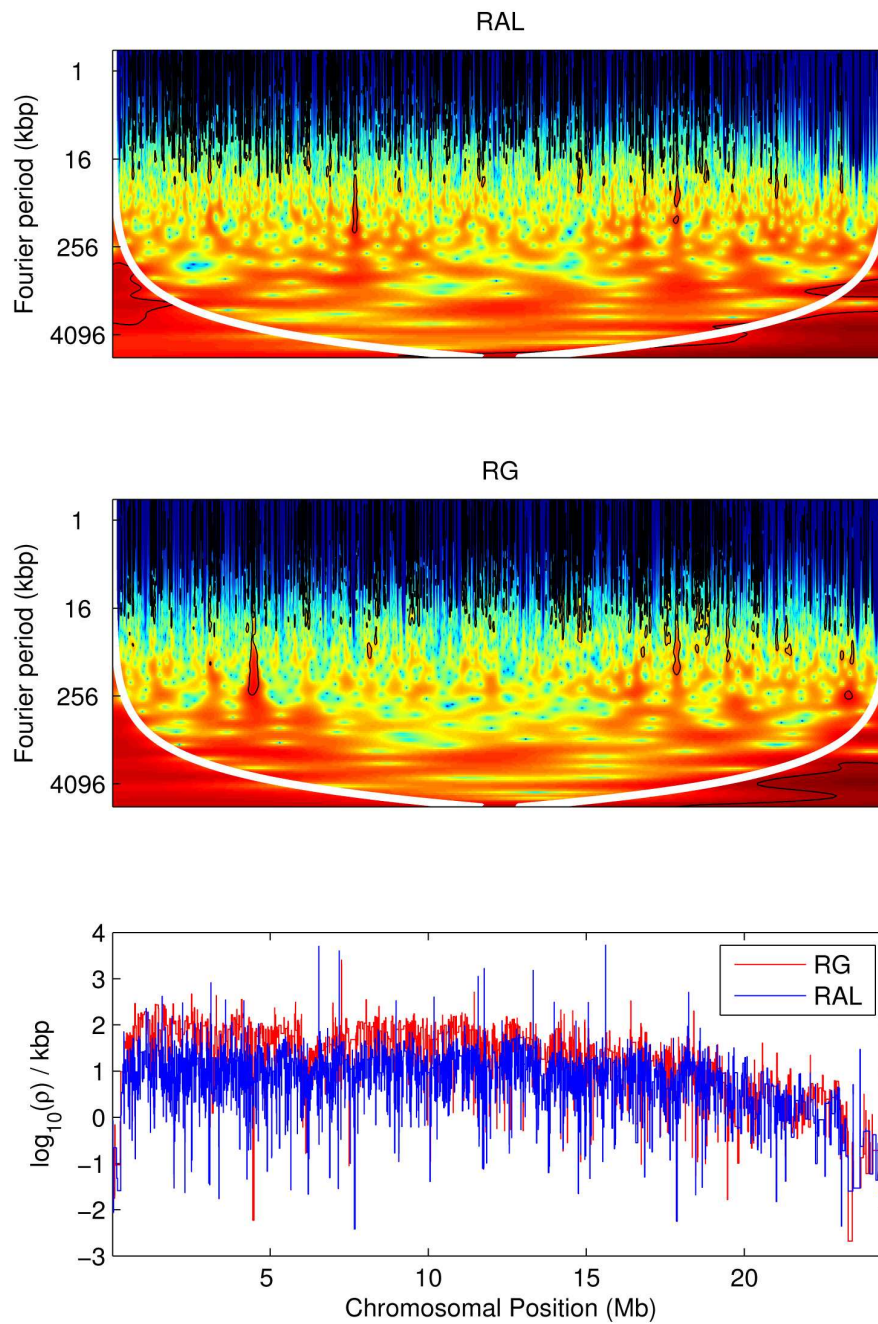 RAL
1
16
256
4096
Fourier period (kbp)
RG
1
16
256
4096
Fourier period (kbp)
4
3
2
1
0
−1
−2
−3
log10(ρ) / kbp
RG
RAL
5
10
15
20
Chromosomal Position (Mb)